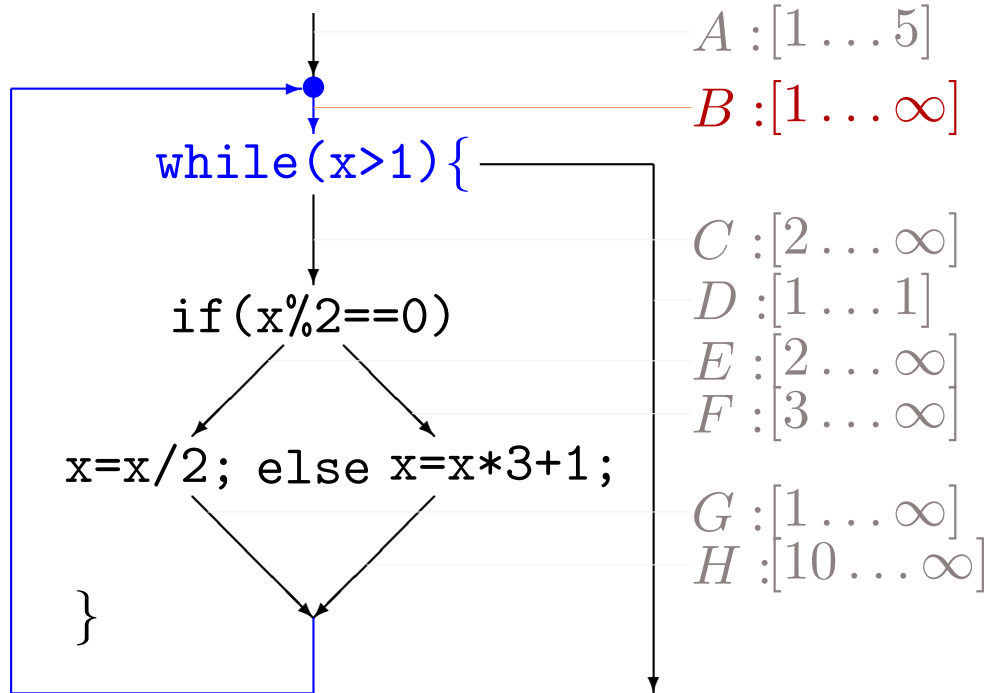 A :[1 … 5]
B :[1 … ∞]
while(x>1){
C :[2 … ∞]
D :[1 … 1]
if(x%2==0)
E :[2 … ∞]
F :[3 … ∞]
x=x/2; else x=x*3+1;
G :[1 … ∞]
H :[10 … ∞]
}